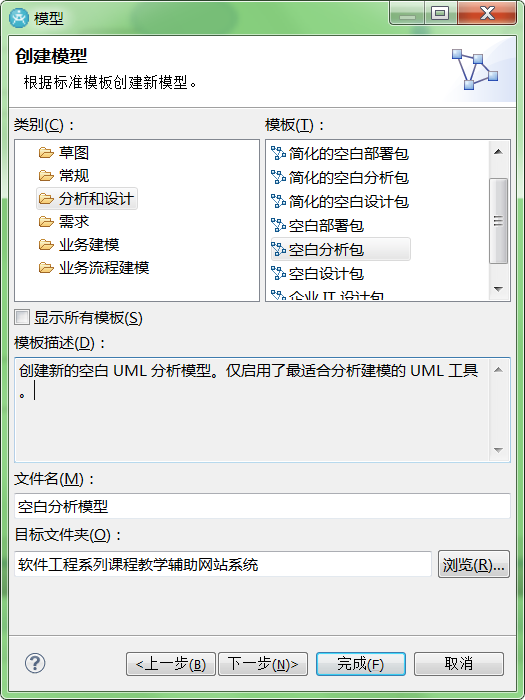 模型
创建模型
根据标准模板创建新模型。
类别(C)：
模板(T)：
草图
常规
分析和设计
需求
业务建模
业务流程建模
简化的空白部署包
简化的空白分析包
简化的空白设计包
空白部署包
空白分析包
空白设计包
企业 IT 设计包
显示所有模板(S)
模板描述(D)：
创建新的空白 UML 分析模型。仅启用了最适合分析建模的 UML 工具
。
文件名(M)：
空白分析模型
目标文件夹(O)：
软件工程系列课程教学辅助网站系统
浏览(R)...
<上一步(B)
下一步(N)>
完成(F)
取消